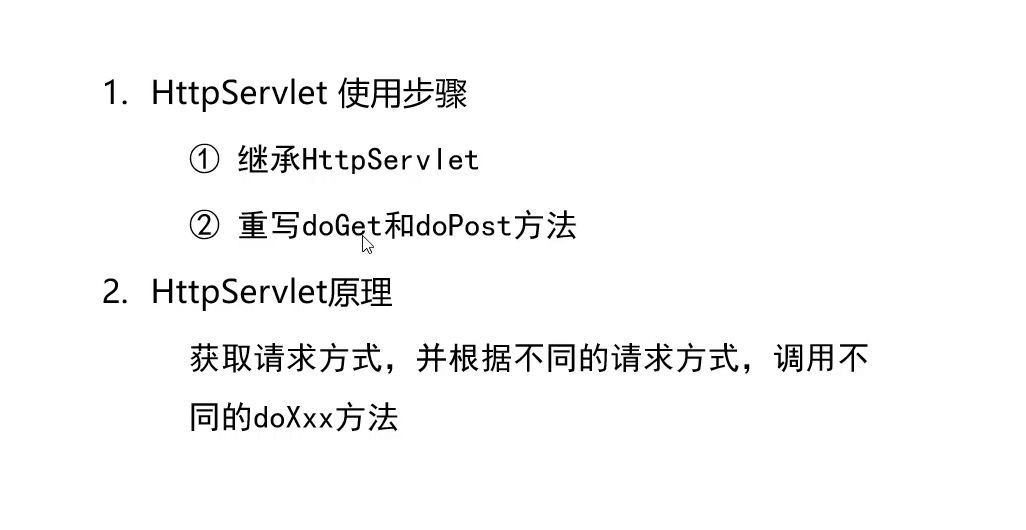 1. HttpServlet 使用步骤
① 继承HttpServlet
② 重写doGet和doPost方法
2. HttpServlet原理
获取请求方式，并根据不同的请求方式，调用不
同的doXxx方法